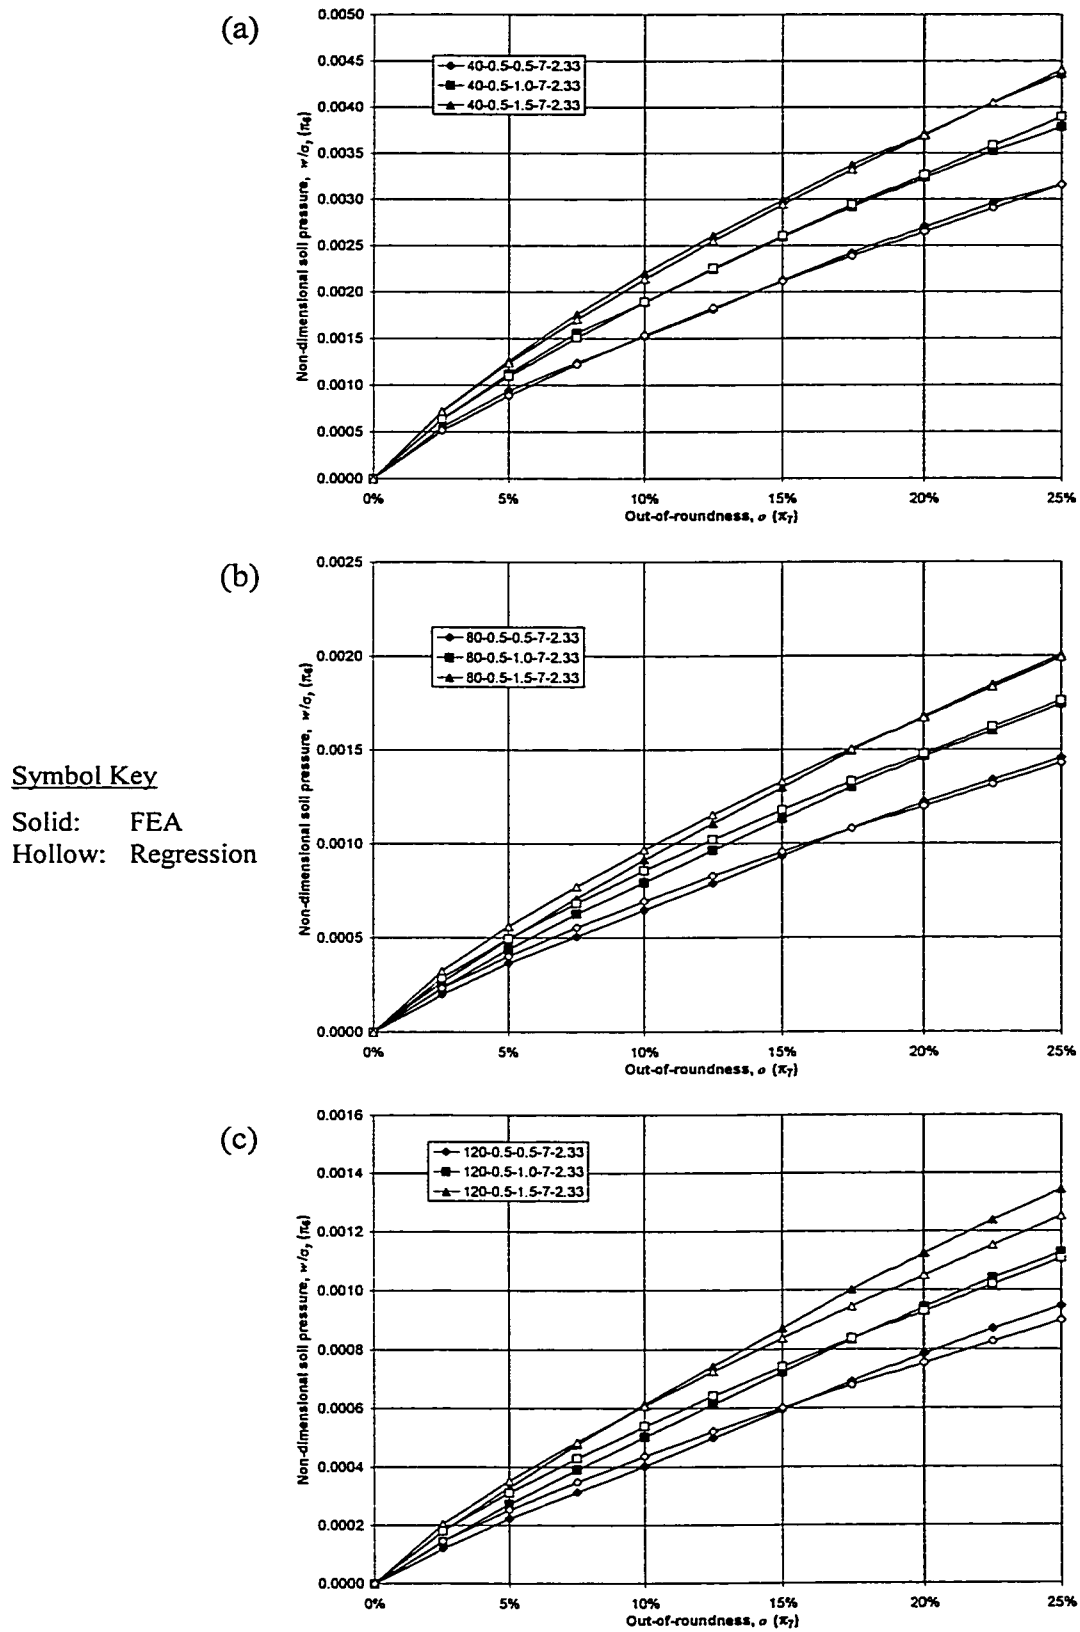 (a)
0.0050
0.0045
0.0040
0.0035
0.0030
0.0025
0.0020
0.0015
0.0010
0.0005
0.0000
Non-dimensional soil pressure, w/σ, (π₆)
40-0.5-0.5-7-2.33
40-0.5-1.0-7-2.33
40-0.5-1.5-7-2.33
0% 5% 10% 15% 20% 25%
Out-of-roundness, o (π₇)
(b)
0.0025
0.0020
0.0015
0.0010
0.0005
0.0000
Non-dimensional soil pressure, w/σ, (π₆)
80-0.5-0.5-7-2.33
80-0.5-1.0-7-2.33
80-0.5-1.5-7-2.33
0% 5% 10% 15% 20% 25%
Out-of-roundness, o (π₇)
Symbol Key
Solid: FEA
Hollow: Regression
(c)
0.0016
0.0014
0.0012
0.0010
0.0008
0.0006
0.0004
0.0002
0.0000
Non-dimensional soil pressure, w/σ, (π₆)
120-0.5-0.5-7-2.33
120-0.5-1.0-7-2.33
120-0.5-1.5-7-2.33
0% 5% 10% 15% 20% 25%
Out-of-roundness, o (π₇)